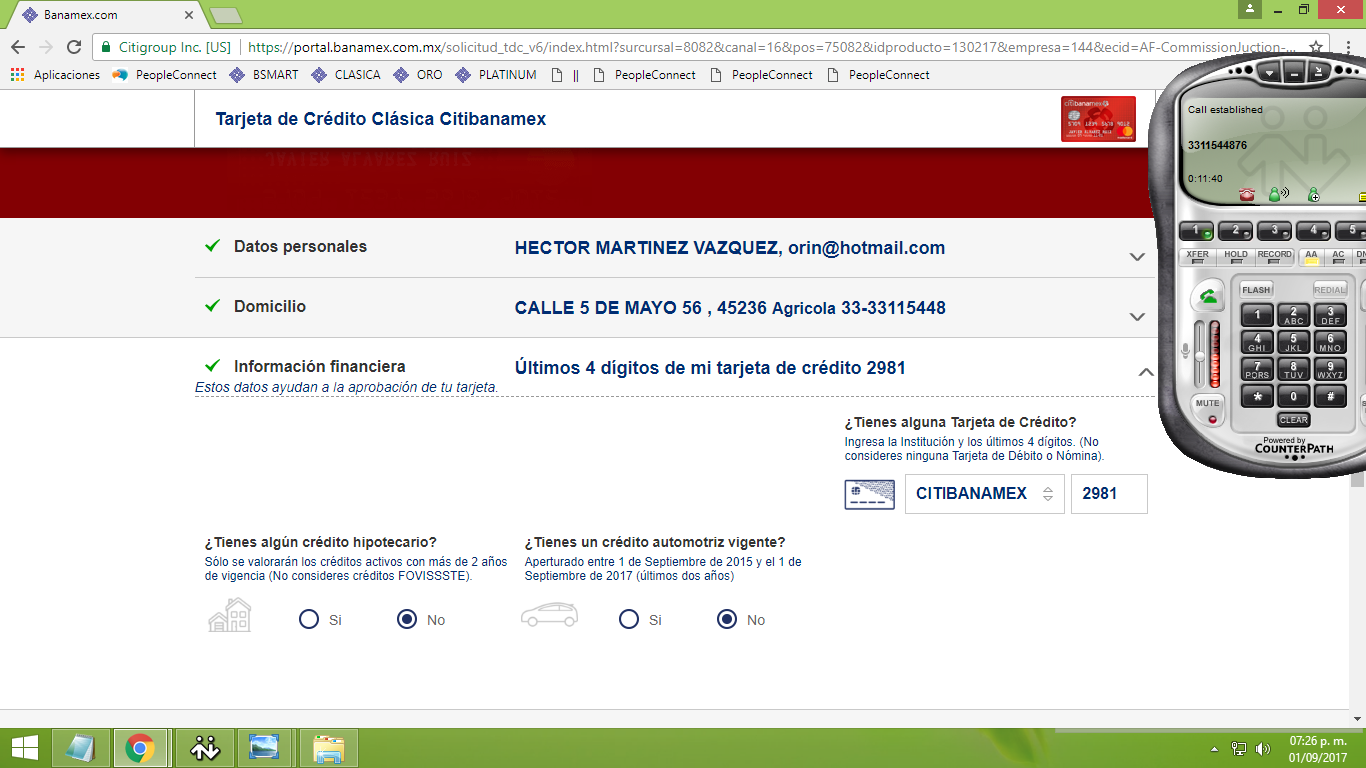 Banamex.com
Citigroup Inc. [US] https://portal.banamex.com.mx/solicitud_tdc_v6/index.html?sursursal=8082&canal=16&pos=75082&idproducto=130217&empresa=144&ecid=AF-CommissionJuction-...
Aplicaciones PeopleConnect BSMART CLASICA ORO PLATINUM || PeopleConnect PeopleConnect PeopleConnect
Tarjeta de Crédito Clásica Citibanamex
citibanamex
JAVIER ALVAREZ RUIZ
Datos personales HECTOR MARTINEZ VAZQUEZ, orin@hotmail.com
Domicilio CALLE 5 DE MAYO 56 , 45236 Agricola 33-33115448
Información financiera Últimos 4 dígitos de mi tarjeta de crédito 2981
Estos datos ayudan a la aprobación de tu tarjeta.
¿Tienes alguna Tarjeta de Crédito?
Ingresa la Institución y los últimos 4 dígitos. (No
consideres ninguna Tarjeta de Débito o Nómina).
CITIBANAMEX 2981
¿Tienes algún crédito hipotecario?
Sólo se valorarán los créditos activos con más de 2 años
de vigencia (No consideres créditos FOVISSSTE).
Si No
¿Tienes un crédito automotriz vigente?
Aperturado entre 1 de Septiembre de 2015 y el 1 de
Septiembre de 2017 (últimos dos años)
Si No
Call established
3311544876
0:11:40
1 2 3 4 5
XFER HOLD RECORD AA AC
FLASH REDIAL
1 2 ABC 3 DEF
4 GHI 5 JKL 6 MNO
7 PQRS 8 TUV 9 WXYZ
* 0 #
MUTE
CLEAR
Powered by
COUNTERPATH
07:26 p. m.
01/09/2017